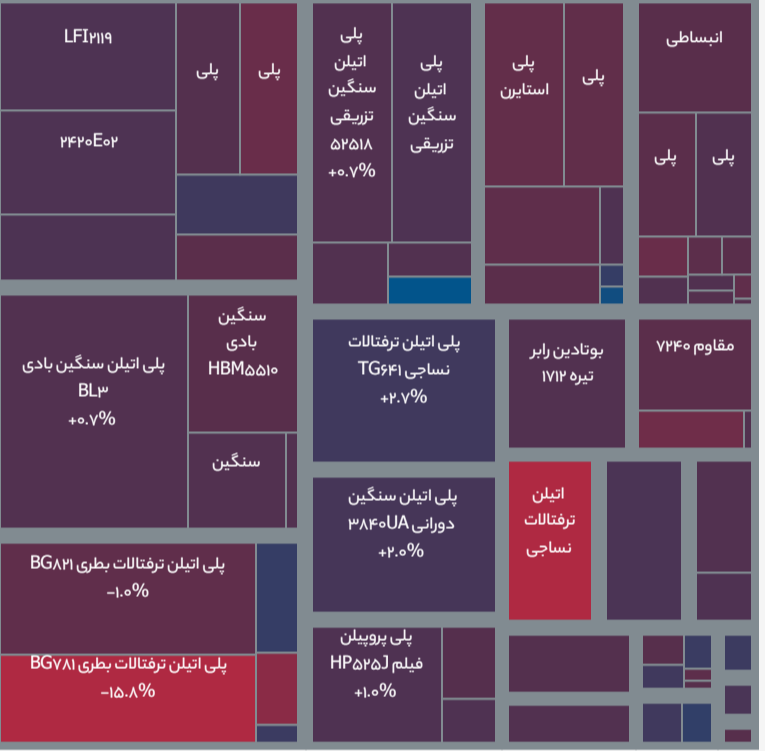 LFI۲۱۱۹
۲۴۲۰E۰۲
پلی
پلی
پلی
اتیلن
سنگین
تزریقی
۵۲۵۱۸
+۰.۷%
پلی
اتیلن
سنگین
تزریقی
پلی
استایرن
پلی
انبساطی
پلی
پلی
پلی اتیلن سنگین بادی
BL۳
+۰.۷%
سنگین
بادی
HBM۵۵۱۰
سنگین
پلی اتیلن ترفتالات
نساجی TG۶۴۱
+۲.۷%
بوتادین رابر
تیره ۱۷۱۲
مقاوم ۷۲۴۰
پلی اتیلن سنگین
دورانی ۳۸۴۰UA
+۲.۰%
اتیلن
ترفتالات
نساجی
پلی اتیلن ترفتالات بطری BG۸۲۱
-۱.۰%
پلی اتیلن ترفتالات بطری BG۷۸۱
-۱۵.۸%
پلی پروپیلن
فیلم HP۵۲۵J
+۱.۰%